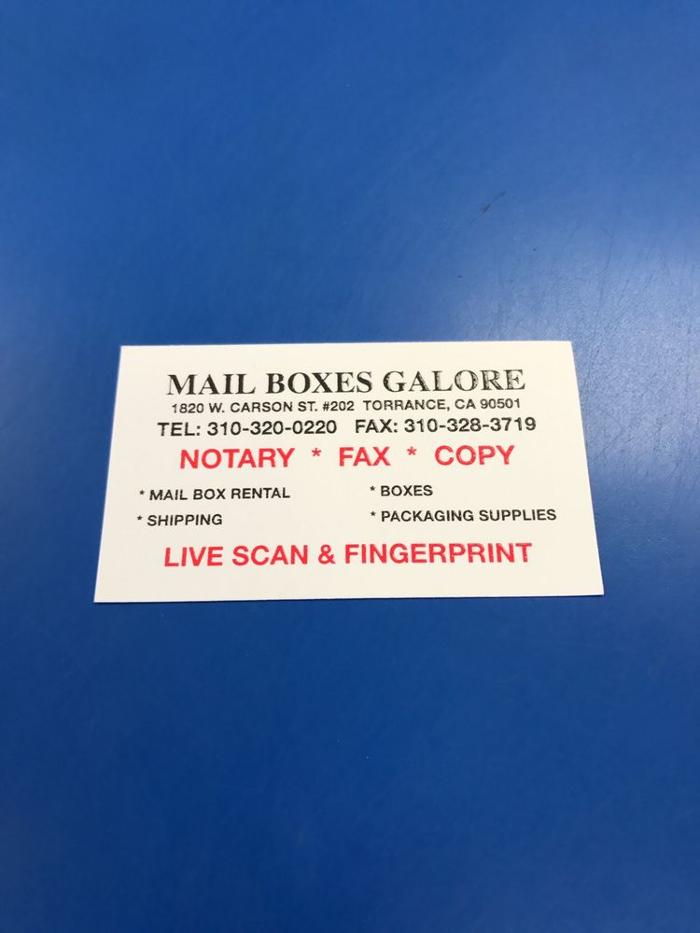 MAIL BOXES GALORE
1820 W. CARSON ST. #202 TORRANCE, CA 90501
TEL: 310-320-0220 FAX: 310-328-3719
NOTARY * FAX * COPY
* MAIL BOX RENTAL * BOXES
* SHIPPING * PACKAGING SUPPLIES
LIVE SCAN & FINGERPRINT